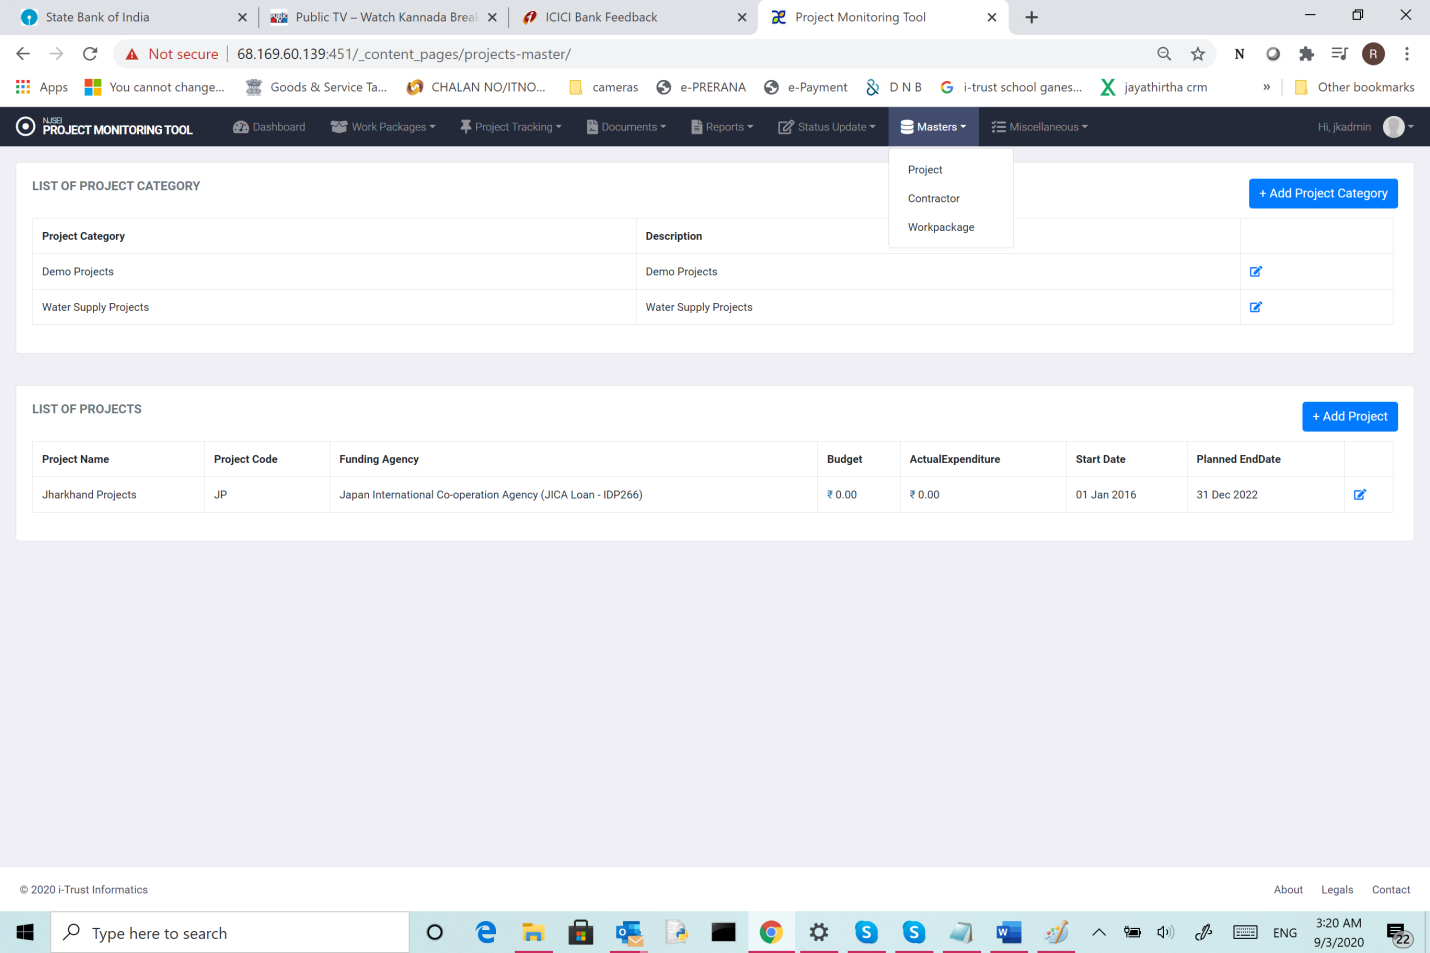 State Bank of India
Public TV – Watch Kannada Brea
ICICI Bank Feedback
Project Monitoring Tool
Not secure
68.169.60.139:451/_content_pages/projects-master/
N
R
Apps
You cannot change...
Goods & Service Ta...
CHALAN NO/ITNO...
cameras
e-PRERANA
e-Payment
D N B
i-trust school ganes...
jayathirtha crm
»
Other bookmarks
NJSEI
PROJECT MONITORING TOOL
Dashboard
Work Packages
Project Tracking
Documents
Reports
Status Update
Masters
Miscellaneous
Hi, jkadmin
Project
Contractor
Workpackage
LIST OF PROJECT CATEGORY
+ Add Project Category
Project Category Description
Demo Projects Demo Projects
Water Supply Projects Water Supply Projects
LIST OF PROJECTS
+ Add Project
Project Name Project Code Funding Agency Budget ActualExpenditure Start Date Planned EndDate
Jharkhand Projects JP Japan International Co-operation Agency (JICA Loan - IDP266) ₹ 0.00 ₹ 0.00 01 Jan 2016 31 Dec 2022
© 2020 i-Trust Informatics
About Legals Contact
Type here to search
ENG
3:20 AM
9/3/2020
22